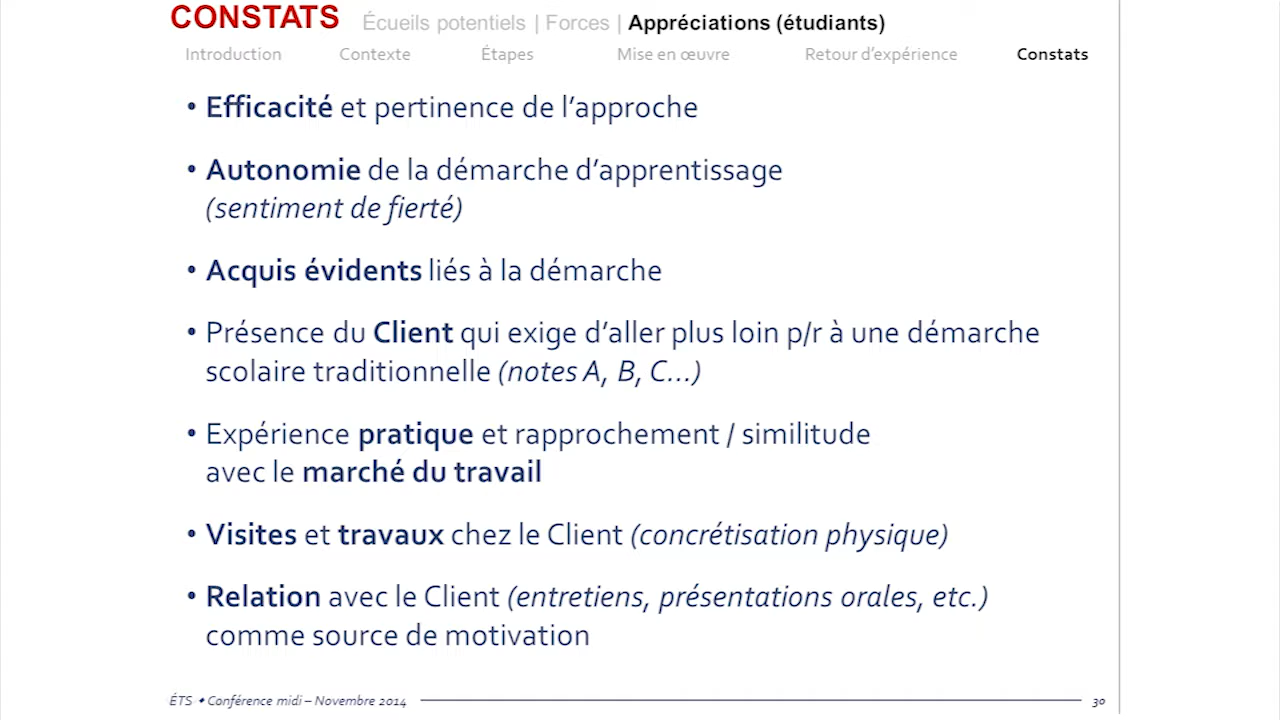 CONSTATS Écueils potentiels | Forces | Appréciations (étudiants)
Introduction Contexte Étapes Mise en œuvre Retour d’expérience Constats
• Efficacité et pertinence de l’approche
• Autonomie de la démarche d’apprentissage
(sentiment de fierté)
• Acquis évidents liés à la démarche
• Présence du Client qui exige d’aller plus loin p/r à une démarche
scolaire traditionnelle (notes A, B, C…)
• Expérience pratique et rapprochement / similitude
avec le marché du travail
• Visites et travaux chez le Client (concrétisation physique)
• Relation avec le Client (entretiens, présentations orales, etc.)
comme source de motivation
ÉTS • Conférence midi – Novembre 2014 30